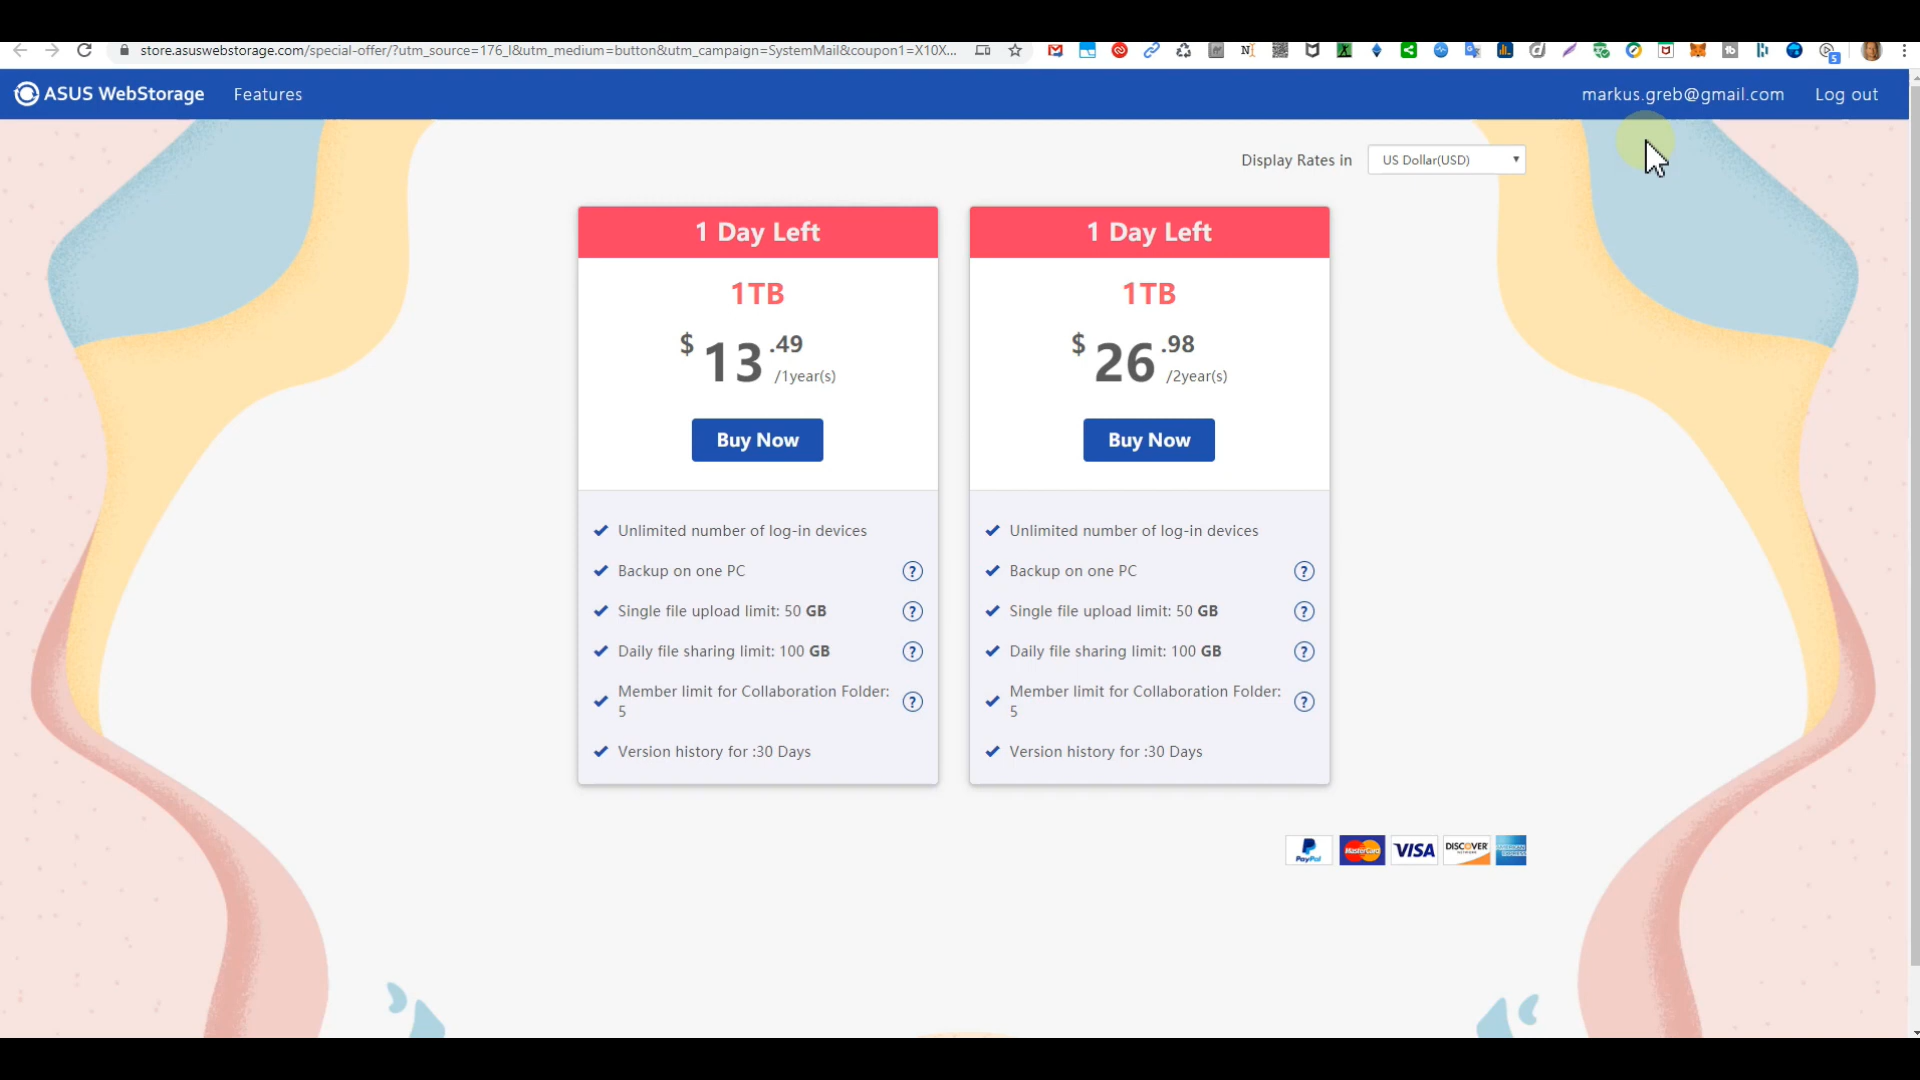 store.asuswebstorage.com/special-offer/?utm_source=176_I&utm_medium=button&utm_campaign=SystemMail&coupon1=X10X...
ASUS WebStorage
Features
markus.greb@gmail.com
Log out
Display Rates in
US Dollar(USD)
1 Day Left
1TB
$ 13 .49
/1year(s)
Buy Now
Unlimited number of log-in devices
Backup on one PC
?
Single file upload limit: 50 GB
?
Daily file sharing limit: 100 GB
?
Member limit for Collaboration Folder:
5
?
Version history for :30 Days
1 Day Left
1TB
$ 26 .98
/2year(s)
Buy Now
Unlimited number of log-in devices
Backup on one PC
?
Single file upload limit: 50 GB
?
Daily file sharing limit: 100 GB
?
Member limit for Collaboration Folder:
5
?
Version history for :30 Days
PayPal
MasterCard
VISA
DISCOVER